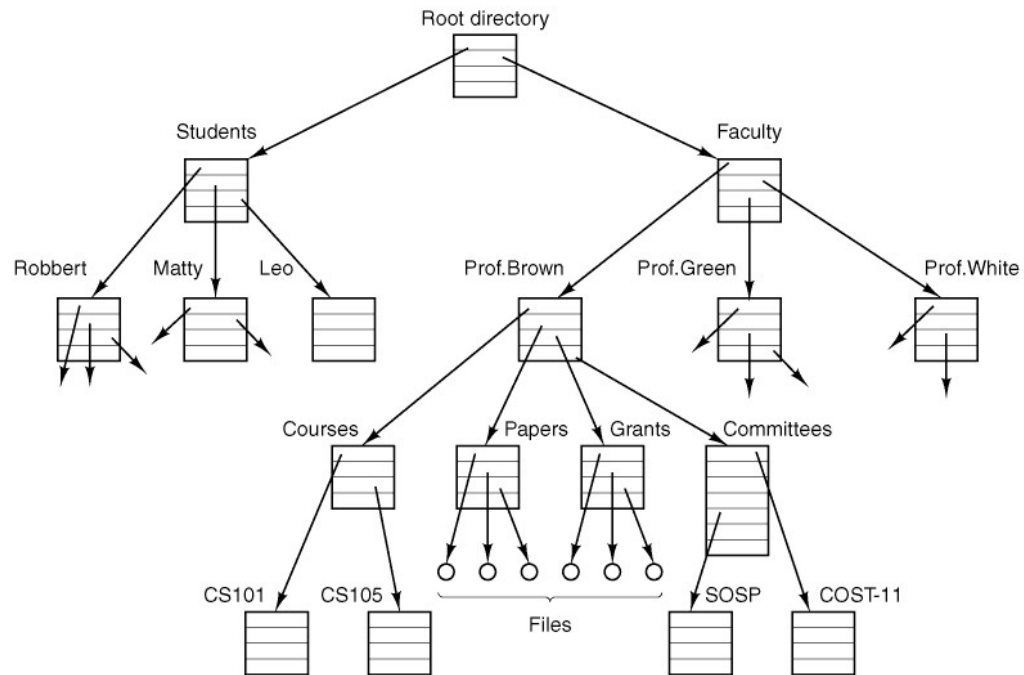 Root directory
Students
Faculty
Robbert
Matty
Leo
Prof.Brown
Prof.Green
Prof.White
Courses
Papers
Grants
Committees
CS101
CS105
Files
SOSP
COST-11